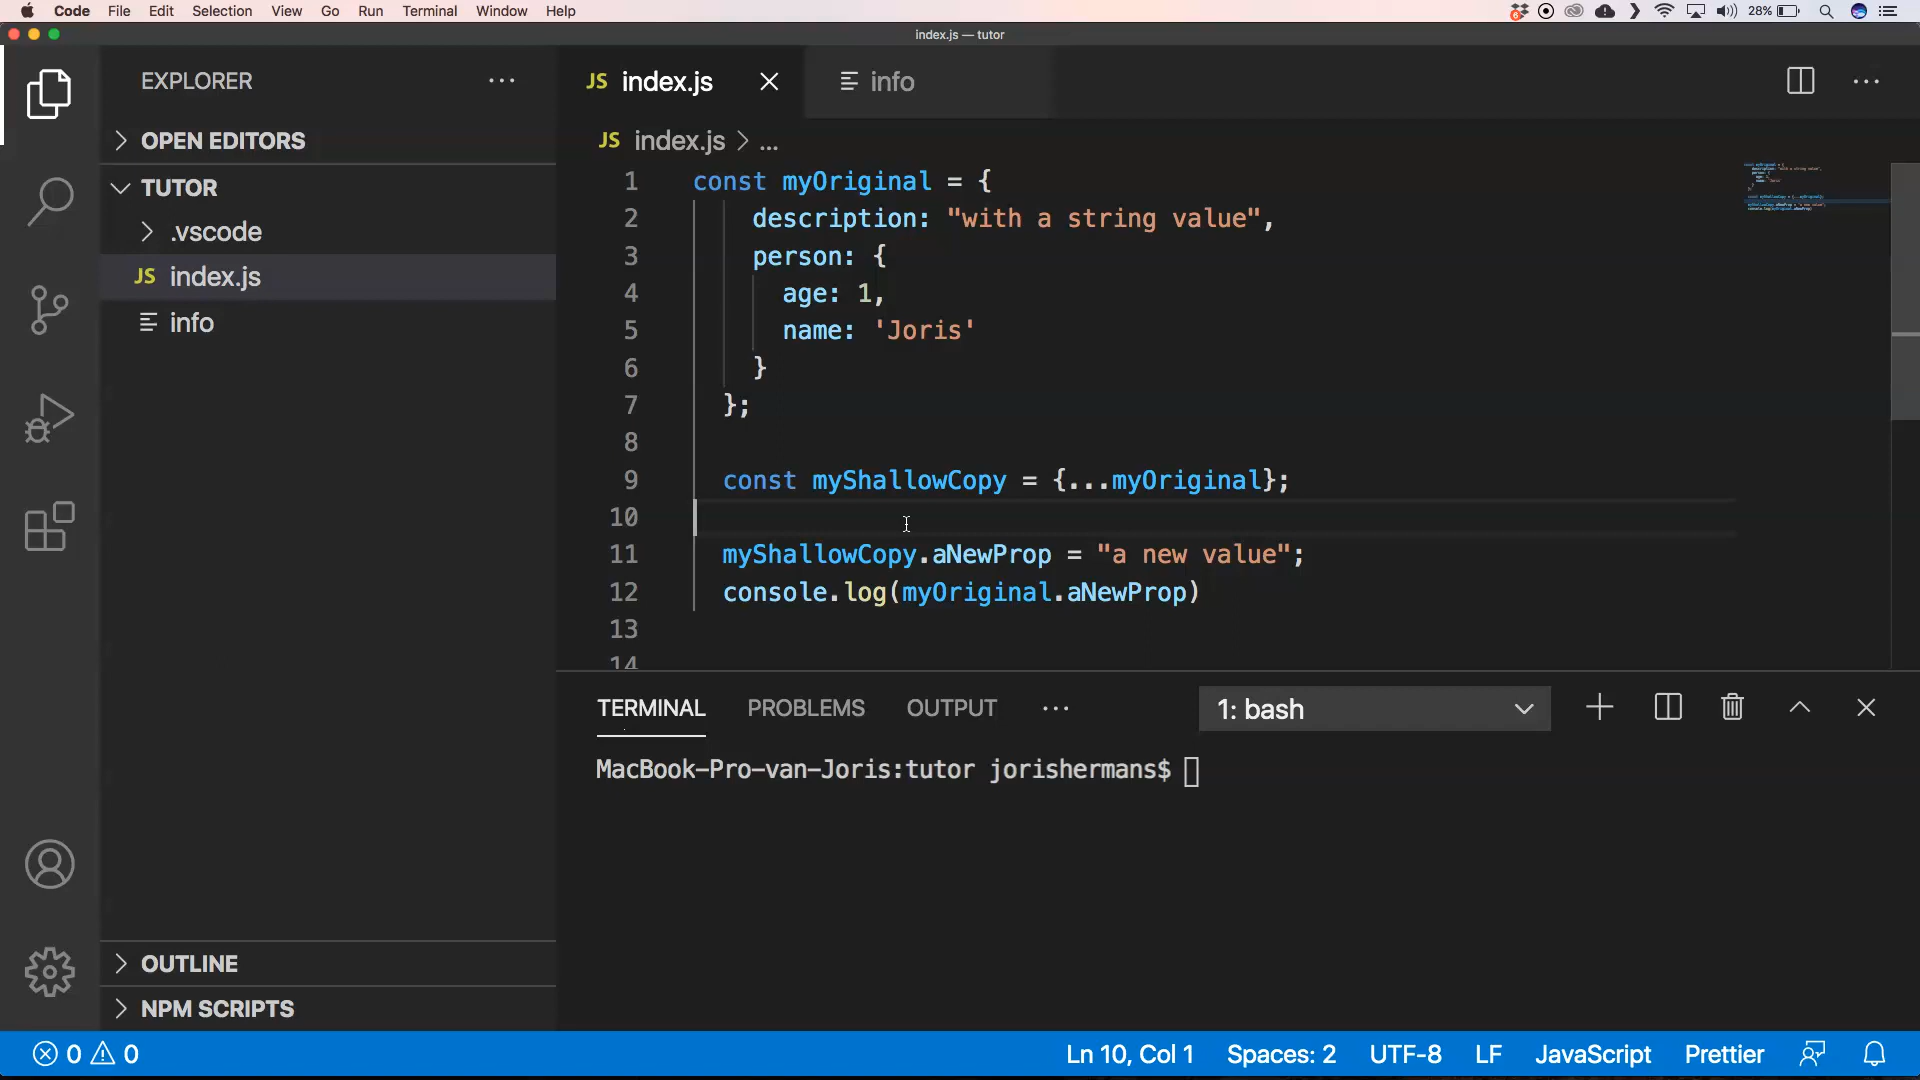 Code File Edit Selection View Go Run Terminal Window Help 28%
index.js — tutor
EXPLORER
OPEN EDITORS
TUTOR
.vscode
JS index.js
info
OUTLINE
NPM SCRIPTS
JS index.js
info
JS index.js > ...
1 const myOriginal = {
2 description: "with a string value",
3 person: {
4 age: 1,
5 name: 'Joris'
6 }
7 };
8
9 const myShallowCopy = {...myOriginal};
10
11 myShallowCopy.aNewProp = "a new value";
12 console.log(myOriginal.aNewProp)
13
14
TERMINAL PROBLEMS OUTPUT 1: bash
MacBook-Pro-van-Joris:tutor jorishermans$
0 0 Ln 10, Col 1 Spaces: 2 UTF-8 LF JavaScript Prettier